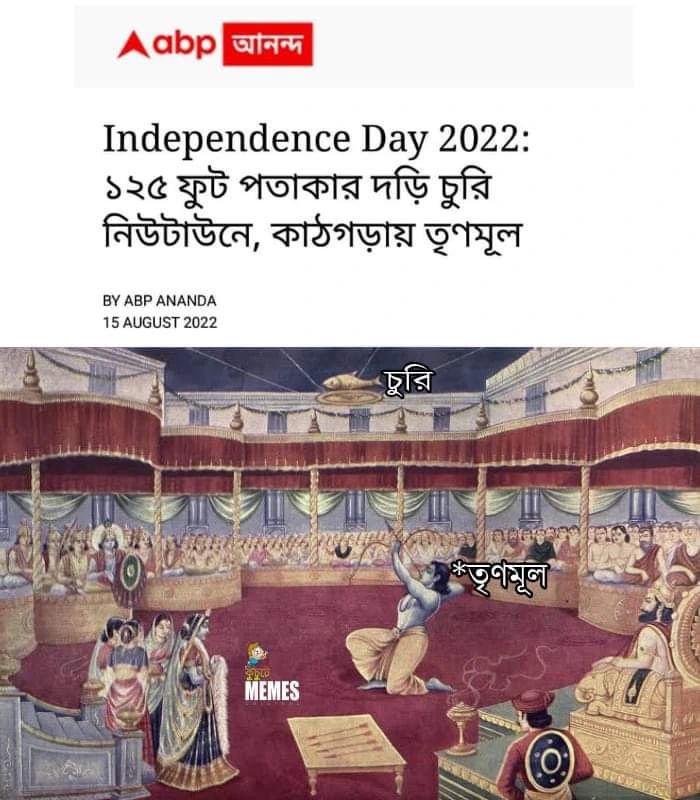 abp আনন্দ
Independence Day 2022:
১২৫ ফুট পতাকার দড়ি চুরি
নিউটাউনে, কাঠগড়ায় তৃণমূল
BY ABP ANANDA
15 AUGUST 2022
চুরি
*তৃণমূল
MEMES